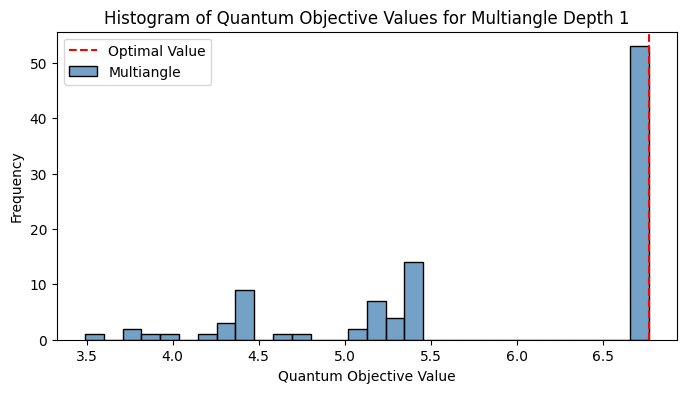 Histogram of Quantum Objective Values for Multiangle Depth 1
Optimal Value
Multiangle
Frequency
50
40
30
20
10
0
3.5 4.0 4.5 5.0 5.5 6.0 6.5
Quantum Objective Value